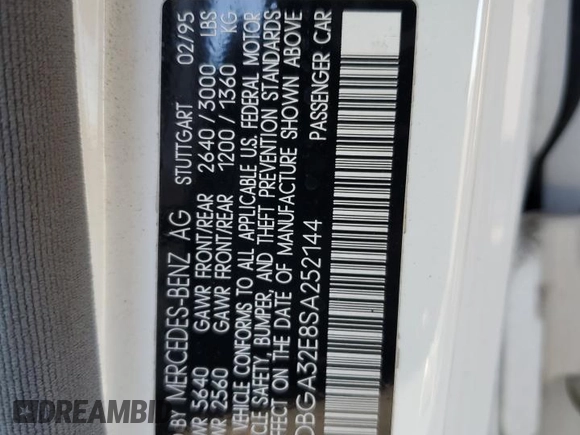 BY MERCEDES-BENZ AG STUTTGART 02/95
WR 5640 GAWR FRONT/REAR 2640/3000 LBS
WR 2560 GAWR FRONT/REAR 1200/1360 KG
VEHICLE CONFORMS TO ALL APPLICABLE U.S. FEDERAL MOTOR
CLE SAFETY, BUMPER, AND THEFT PREVENTION STANDARDS
FECT ON THE DATE OF MANUFACTURE SHOWN ABOVE
DBGA32E8SA252144 PASSENGER CAR
DREAMBID